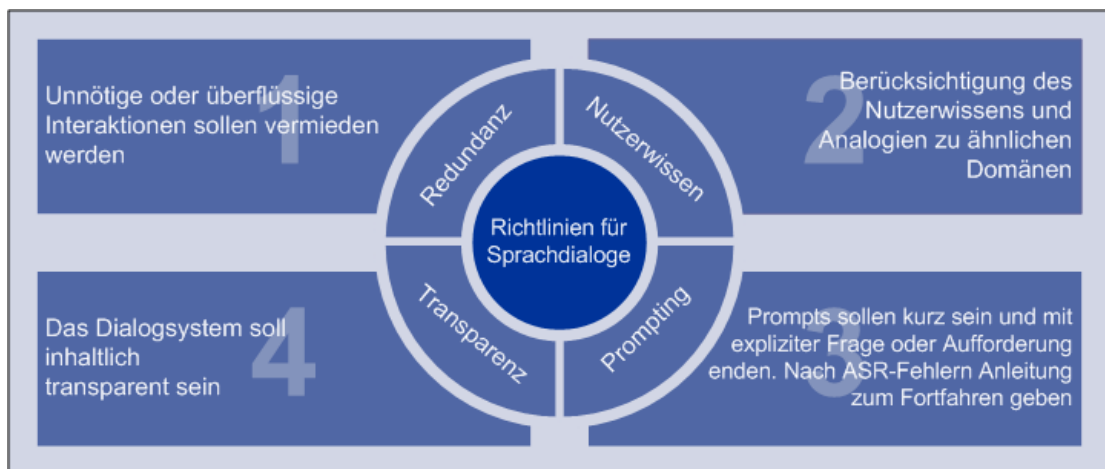 1
Unnötige oder überflüssige
Interaktionen sollen vermieden
werden
Redundanz
Nutzerwissen
2
Berücksichtigung des
Nutzerwissens und
Analogien zu ähnlichen
Domänen
Richtlinien für
Sprachdialoge
4
Das Dialogsystem soll
inhaltlich
transparent sein
Transparenz
Prompting
3
Prompts sollen kurz sein und mit
expliziter Frage oder Aufforderung
enden. Nach ASR-Fehlern Anleitung
zum Fortfahren geben